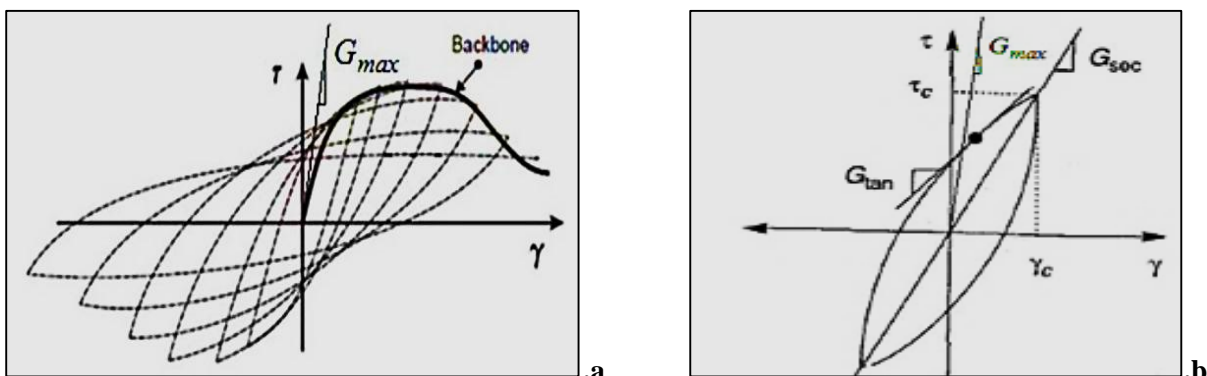 τ
G_max
Backbone
γ
.a
τ
G_max
G_sec
τ_c
G_tan
γ_c
γ
.b